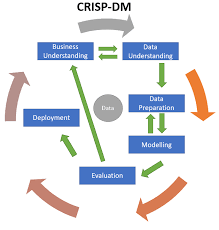 CRISP-DM
Business
Understanding
Data
Understanding
Data
Preparation
Data
Modelling
Deployment
Evaluation